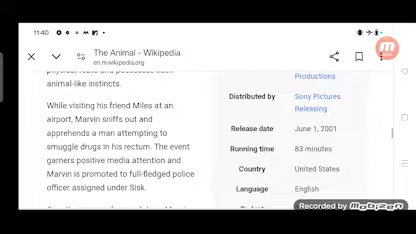 11:40
The Animal - Wikipedia
en.m.wikipedia.org
animal-like instincts.
While visiting his friend Miles at an
airport, Marvin sniffs out and
apprehends a man attempting to
smuggle drugs in his rectum. The event
garners positive media attention and
Marvin is promoted to full-fledged police
officer assigned under Sisk.
Productions
Distributed by Sony Pictures
Releasing
Release date June 1, 2001
Running time 83 minutes
Country United States
Language English
Recorded by mobizen